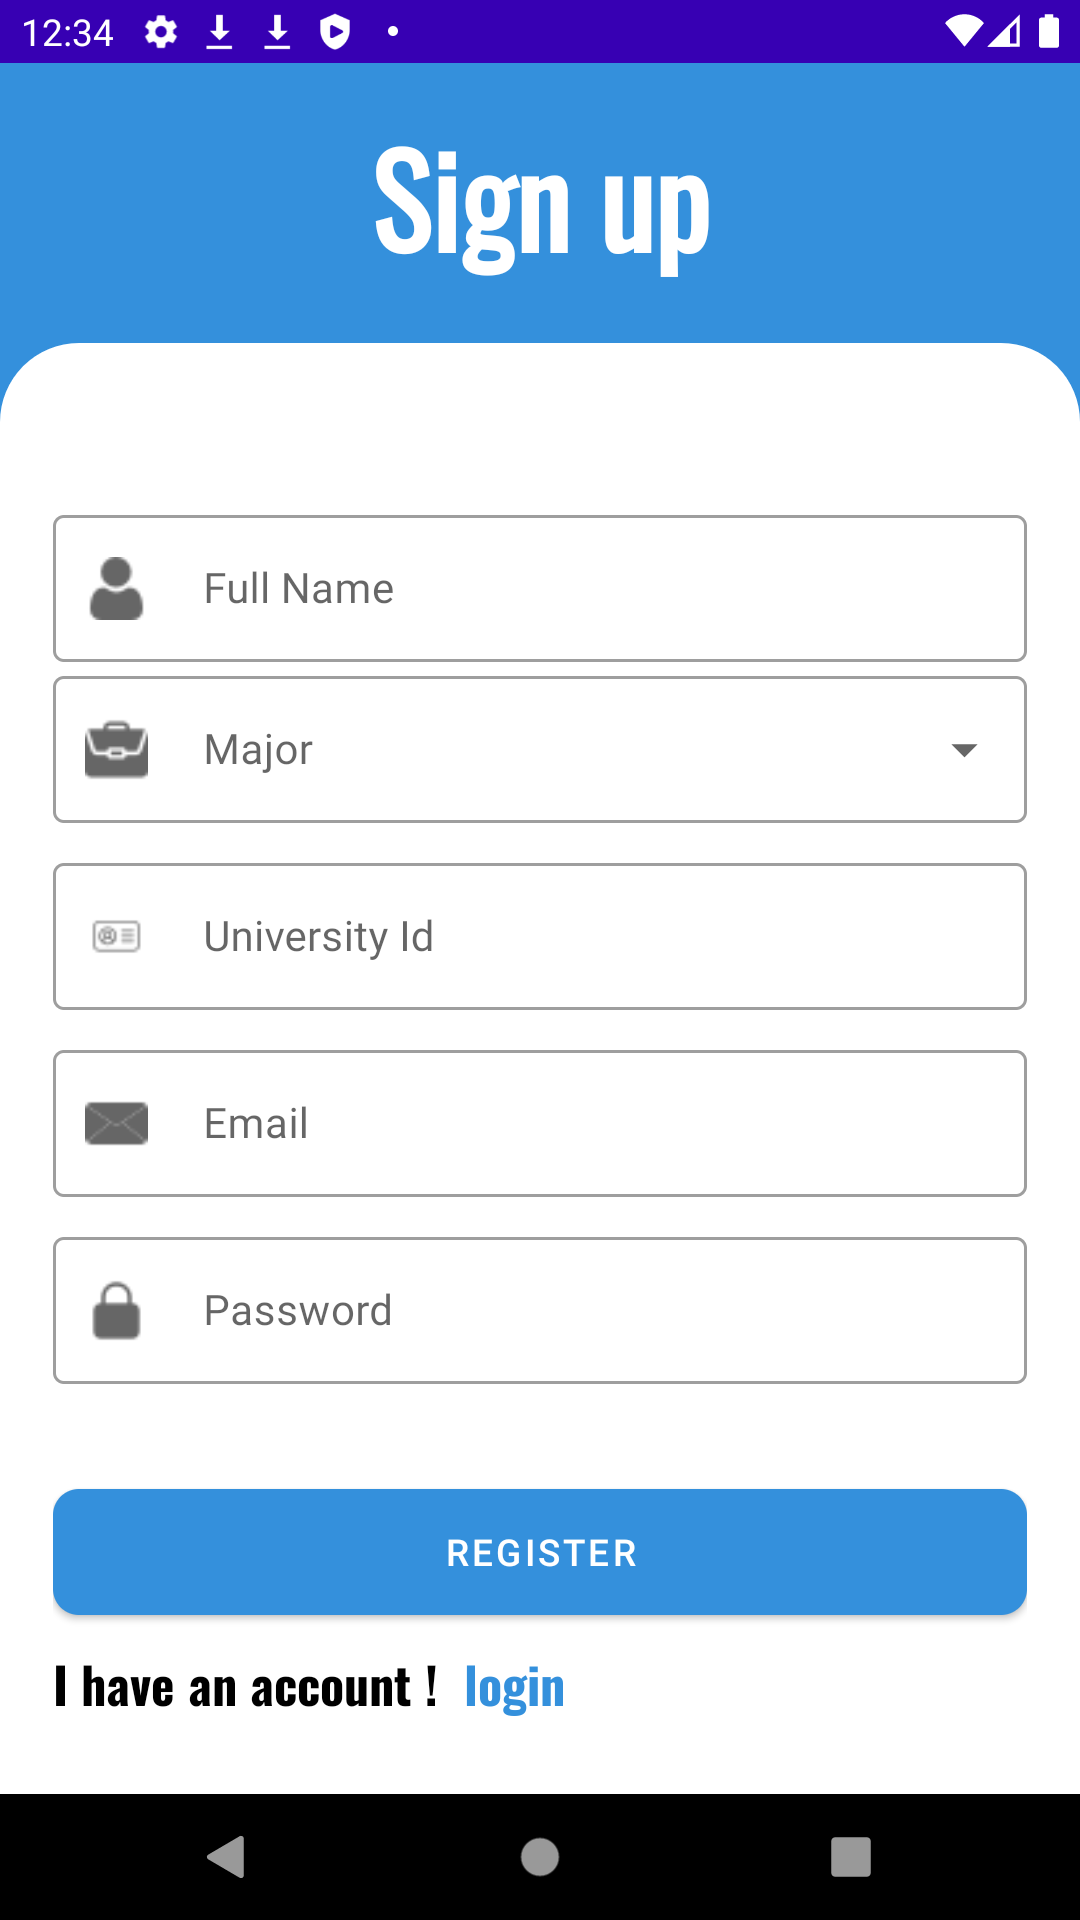 12:34
Sign up
Full Name
Major
University Id
Email
Password
REGISTER
I have an account ! login